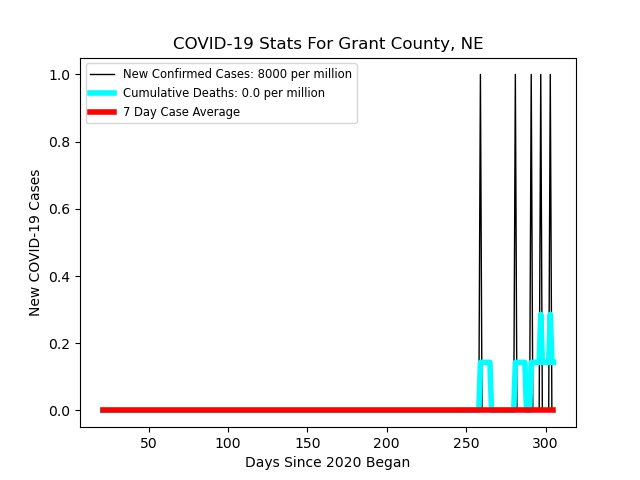 COVID-19 Stats For Grant County, NE
New Confirmed Cases: 8000 per million
Cumulative Deaths: 0.0 per million
7 Day Case Average
New COVID-19 Cases
1.0
0.8
0.6
0.4
0.2
0.0
50 100 150 200 250 300
Days Since 2020 Began